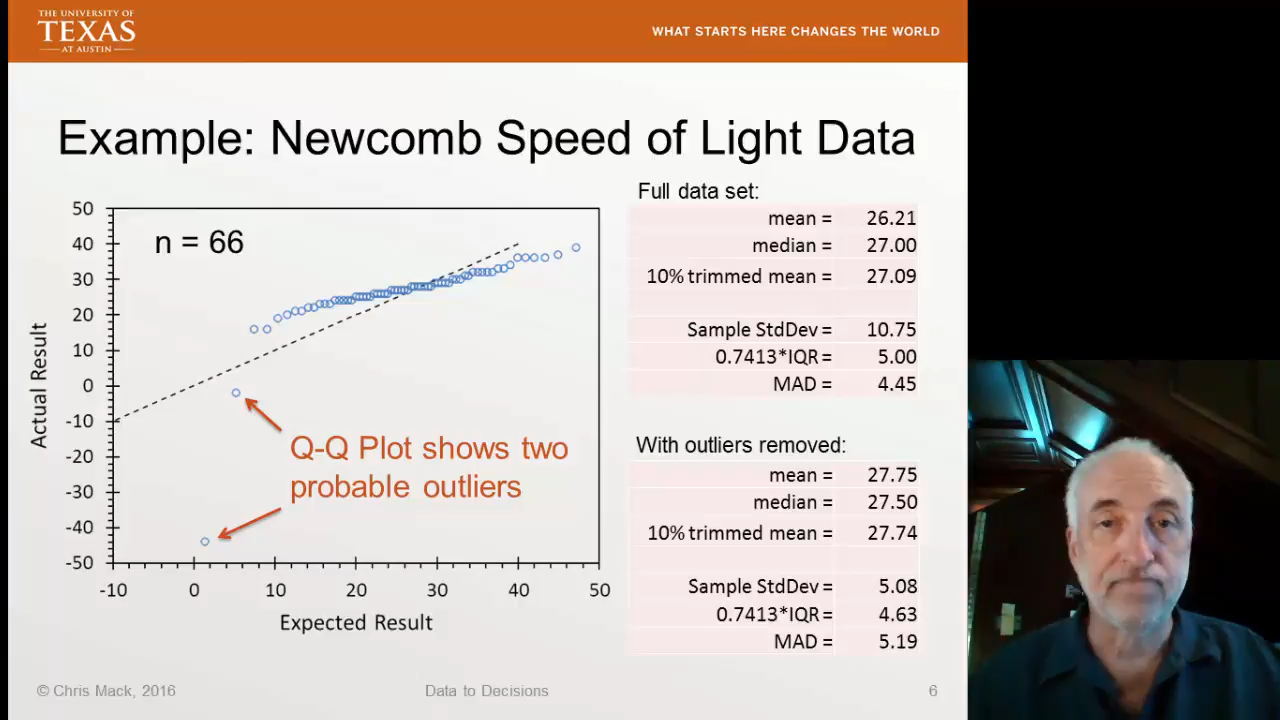 THE UNIVERSITY OF
TEXAS
AT AUSTIN
WHAT STARTS HERE CHANGES THE WORLD
Example: Newcomb Speed of Light Data
n = 66
50
40
30
20
10
0
-10
-20
-30
-40
-50
-10 0 10 20 30 40 50
Actual Result
Expected Result
Q-Q Plot shows two
probable outliers
Full data set:
mean = 26.21
median = 27.00
10% trimmed mean = 27.09
Sample StdDev = 10.75
0.7413*IQR = 5.00
MAD = 4.45
With outliers removed:
mean = 27.75
median = 27.50
10% trimmed mean = 27.74
Sample StdDev = 5.08
0.7413*IQR = 4.63
MAD = 5.19
© Chris Mack, 2016
Data to Decisions
6